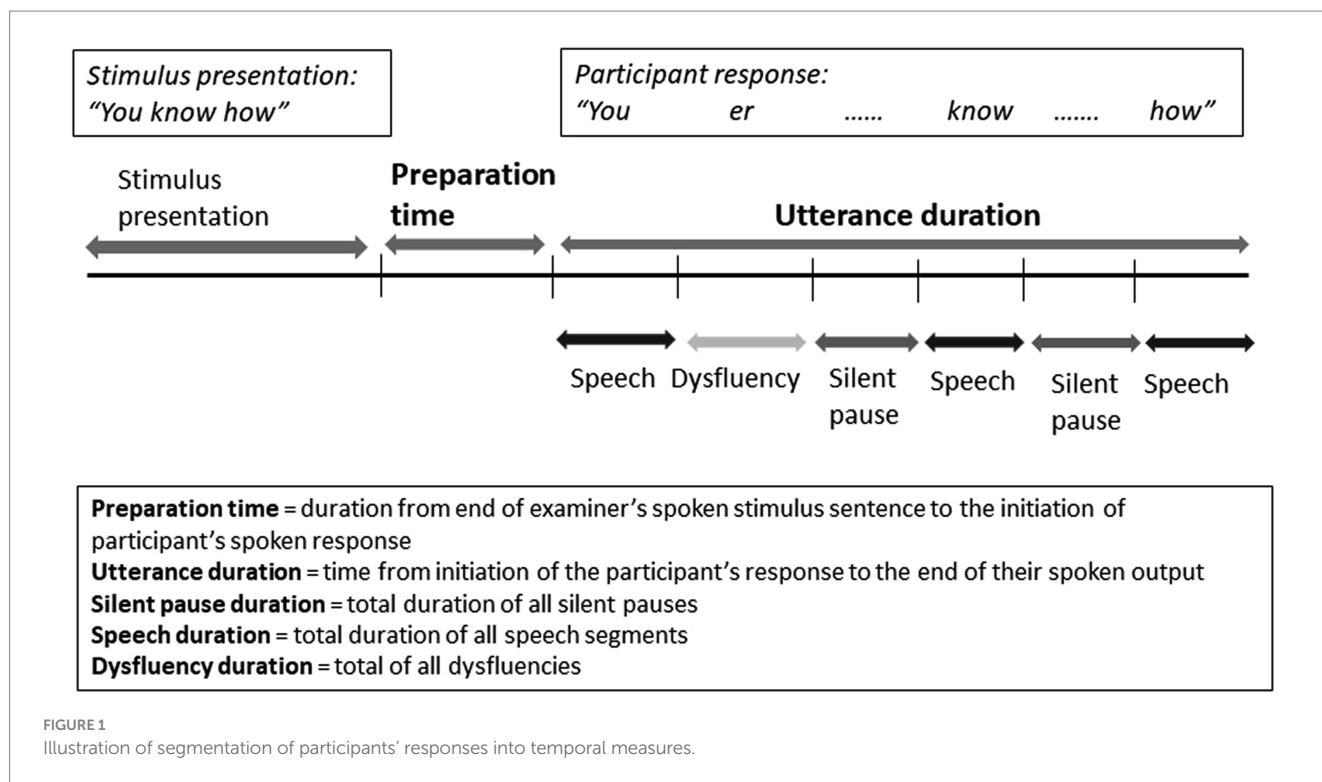 Stimulus presentation:
“You know how”
Participant response:
“You er ...... know ....... how”
Stimulus
presentation
Preparation
time
Utterance duration
Speech
Dysfluency
Silent
pause
Speech
Silent
pause
Speech
Preparation time = duration from end of examiner’s spoken stimulus sentence to the initiation of
participant’s spoken response
Utterance duration = time from initiation of the participant’s response to the end of their spoken output
Silent pause duration = total duration of all silent pauses
Speech duration = total duration of all speech segments
Dysfluency duration = total of all dysfluencies
FIGURE 1
Illustration of segmentation of participants’ responses into temporal measures.